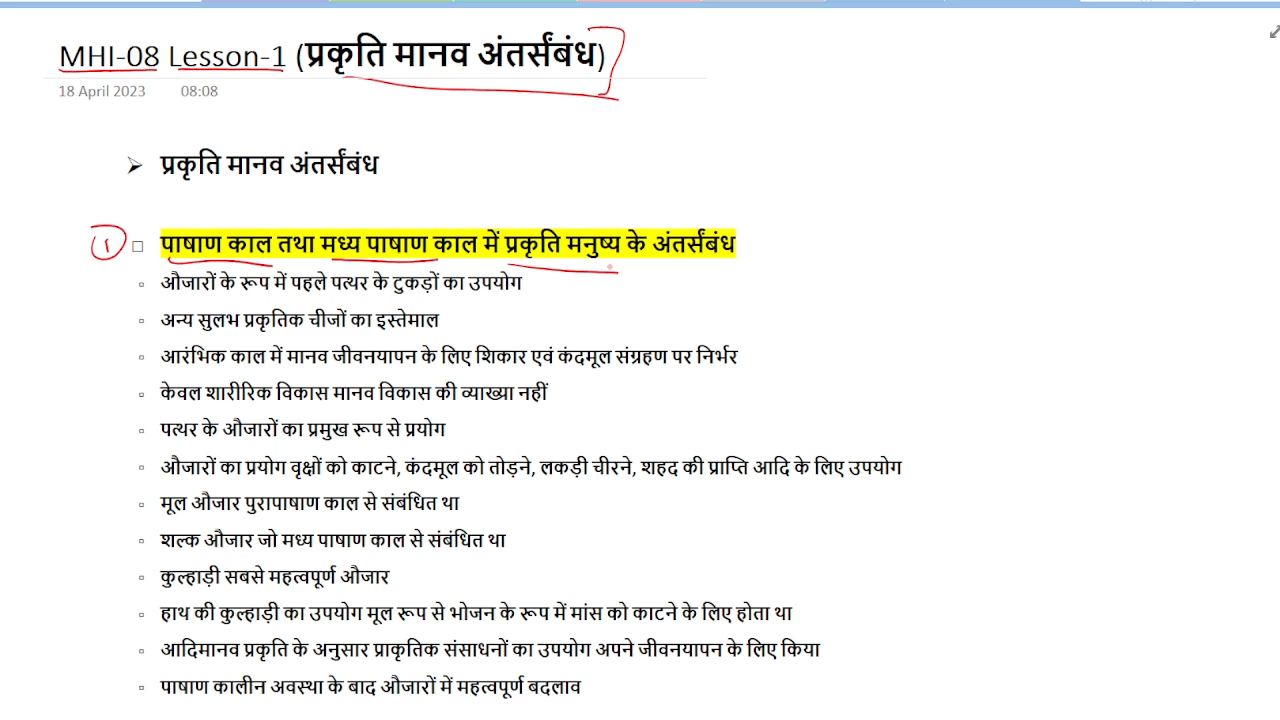 MHI-08 Lesson-1 (प्रकृति मानव अंतर्संबंध)
18 April 2023 08:08
➢ प्रकृति मानव अंतर्संबंध
1 □ पाषाण काल तथा मध्य पाषाण काल में प्रकृति मनुष्य के अंतर्संबंध
▫ औजारों के रूप में पहले पत्थर के टुकड़ों का उपयोग
▫ अन्य सुलभ प्रकृतिक चीजों का इस्तेमाल
▫ आरंभिक काल में मानव जीवनयापन के लिए शिकार एवं कंदमूल संग्रहण पर निर्भर
▫ केवल शारीरिक विकास मानव विकास की व्याख्या नहीं
▫ पत्थर के औजारों का प्रमुख रूप से प्रयोग
▫ औजारों का प्रयोग वृक्षों को काटने, कंदमूल को तोड़ने, लकड़ी चीरने, शहद की प्राप्ति आदि के लिए उपयोग
▫ मूल औजार पुरापाषाण काल से संबंधित था
▫ शल्क औजार जो मध्य पाषाण काल से संबंधित था
▫ कुल्हाड़ी सबसे महत्वपूर्ण औजार
▫ हाथ की कुल्हाड़ी का उपयोग मूल रूप से भोजन के रूप में मांस को काटने के लिए होता था
▫ आदिमानव प्रकृति के अनुसार प्राकृतिक संसाधनों का उपयोग अपने जीवनयापन के लिए किया
▫ पाषाण कालीन अवस्था के बाद औजारों में महत्वपूर्ण बदलाव